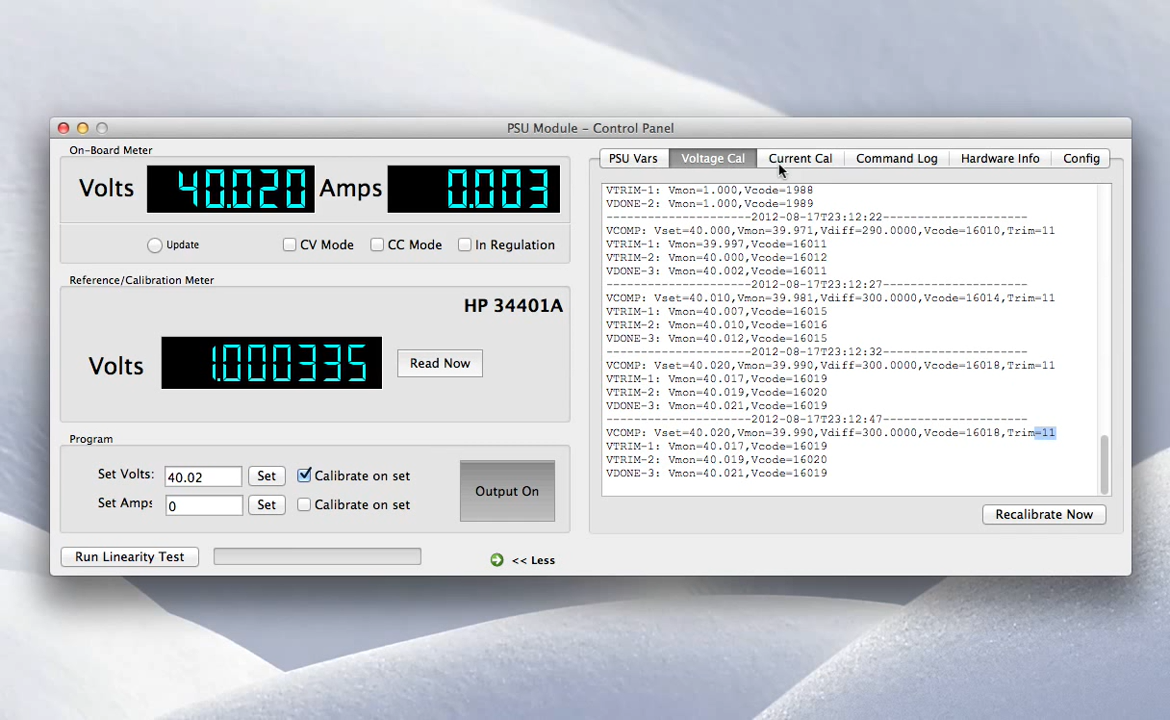 PSU Module – Control Panel
On-Board Meter
Volts 40.020 Amps 0.003
Update CV Mode CC Mode In Regulation
Reference/Calibration Meter
HP 34401A
Volts 1.000335 Read Now
Program
Set Volts: 40.02 Set Calibrate on set
Set Amps 0 Set Calibrate on set
Output On
Run Linearity Test << Less
PSU Vars Voltage Cal Current Cal Command Log Hardware Info Config
VTRIM-1: Vmon=1.000,Vcode=1988
VDONE-2: Vmon=1.000,Vcode=1989
---------------------2012-08-17T23:12:22---------------------
VCOMP: Vset=40.000,Vmon=39.971,Vdiff=290.0000,Vcode=16010,Trim=11
VTRIM-1: Vmon=39.997,Vcode=16011
VTRIM-2: Vmon=40.000,Vcode=16012
VDONE-3: Vmon=40.002,Vcode=16011
---------------------2012-08-17T23:12:27---------------------
VCOMP: Vset=40.010,Vmon=39.981,Vdiff=300.0000,Vcode=16014,Trim=11
VTRIM-1: Vmon=40.007,Vcode=16015
VTRIM-2: Vmon=40.010,Vcode=16016
VDONE-3: Vmon=40.012,Vcode=16015
---------------------2012-08-17T23:12:32---------------------
VCOMP: Vset=40.020,Vmon=39.990,Vdiff=300.0000,Vcode=16018,Trim=11
VTRIM-1: Vmon=40.017,Vcode=16019
VTRIM-2: Vmon=40.019,Vcode=16020
VDONE-3: Vmon=40.021,Vcode=16019
---------------------2012-08-17T23:12:47---------------------
VCOMP: Vset=40.020,Vmon=39.990,Vdiff=300.0000,Vcode=16018,Trim=11
VTRIM-1: Vmon=40.017,Vcode=16019
VTRIM-2: Vmon=40.019,Vcode=16020
VDONE-3: Vmon=40.021,Vcode=16019
Recalibrate Now